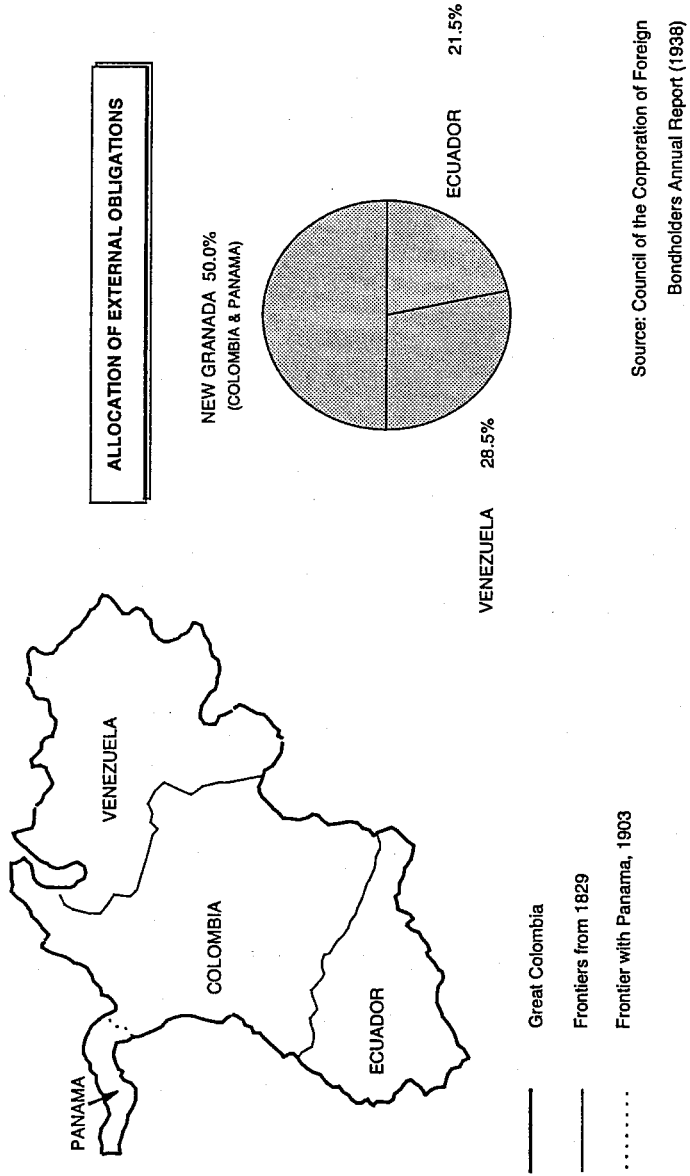 PANAMA
VENEZUELA
COLOMBIA
ECUADOR
Great Colombia
Frontiers from 1829
Frontier with Panama, 1903
ALLOCATION OF EXTERNAL OBLIGATIONS
NEW GRANADA 50.0%
(COLOMBIA & PANAMA)
VENEZUELA 28.5%
ECUADOR 21.5%
Source: Council of the Corporation of Foreign
Bondholders Annual Report (1938)